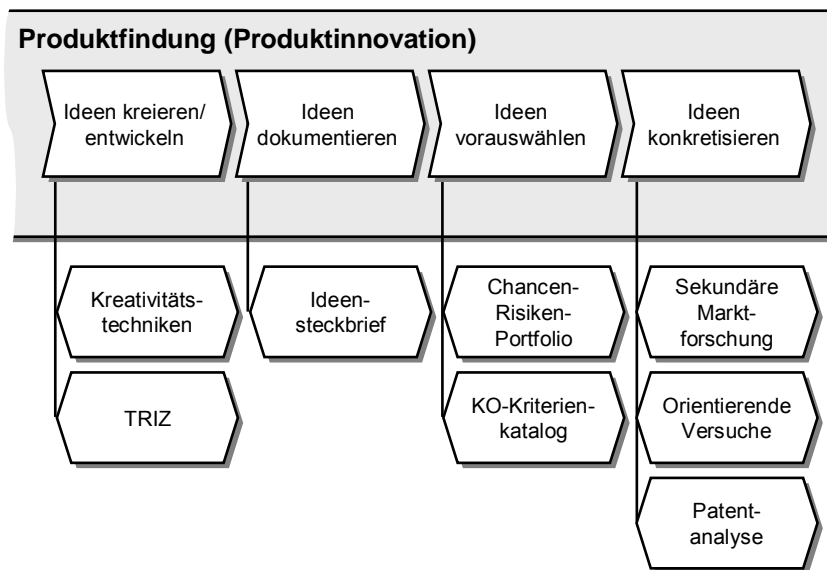 Produktfindung (Produktinnovation)
Ideen kreieren/
entwickeln
Ideen
dokumentieren
Ideen
vorauswählen
Ideen
konkretisieren
Kreativitäts-
techniken
Ideen-
steckbrief
Chancen-
Risiken-
Portfolio
Sekundäre
Markt-
forschung
TRIZ
KO-Kriterien-
katalog
Orientierende
Versuche
Patent-
analyse